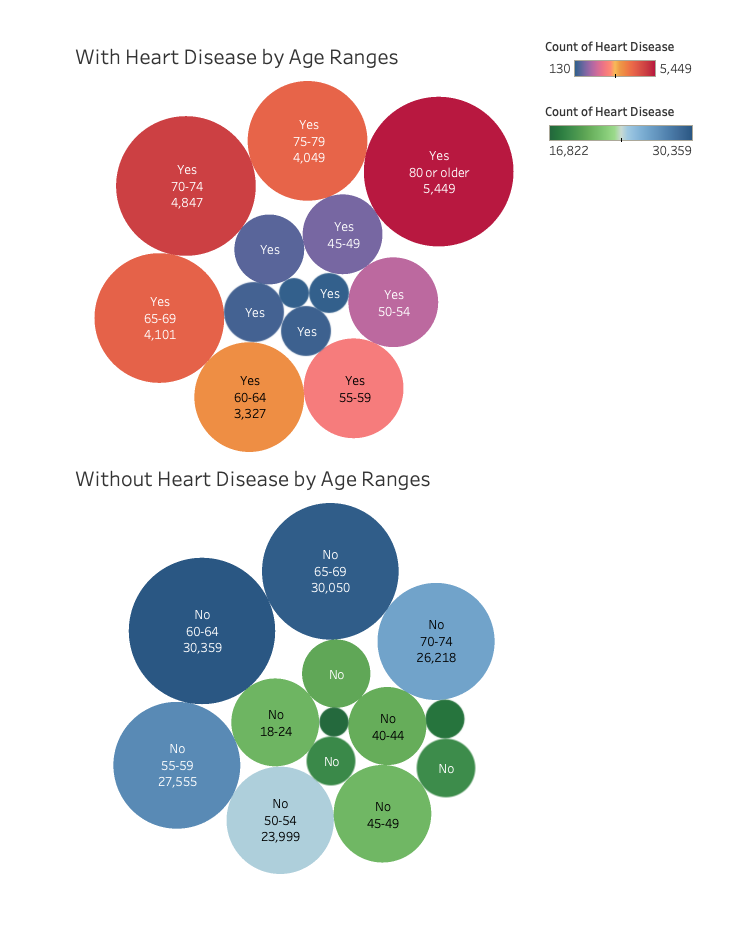 With Heart Disease by Age Ranges
Count of Heart Disease
130
5,449
Count of Heart Disease
16,822
30,359
Yes
75-79
4,049
Yes
80 or older
5,449
Yes
70-74
4,847
Yes
Yes
45-49
Yes
65-69
4,101
Yes
Yes
Yes
50-54
Yes
Yes
60-64
3,327
Yes
55-59
Without Heart Disease by Age Ranges
No
65-69
30,050
No
60-64
30,359
No
70-74
26,218
No
No
18-24
No
40-44
No
55-59
27,555
No
No
No
50-54
23,999
No
45-49